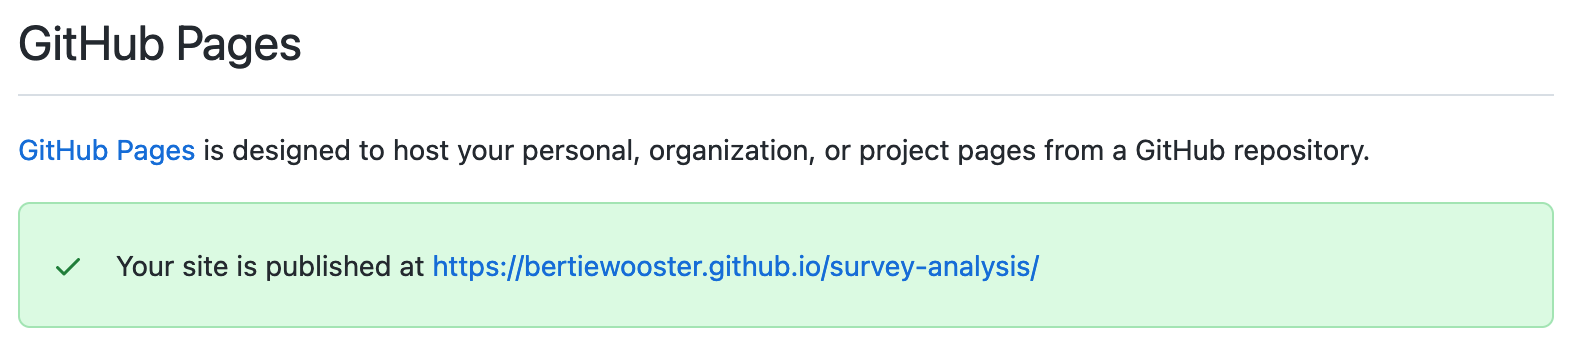 GitHub Pages
GitHub Pages is designed to host your personal, organization, or project pages from a GitHub repository.
Your site is published at https://bertiewooster.github.io/survey-analysis/